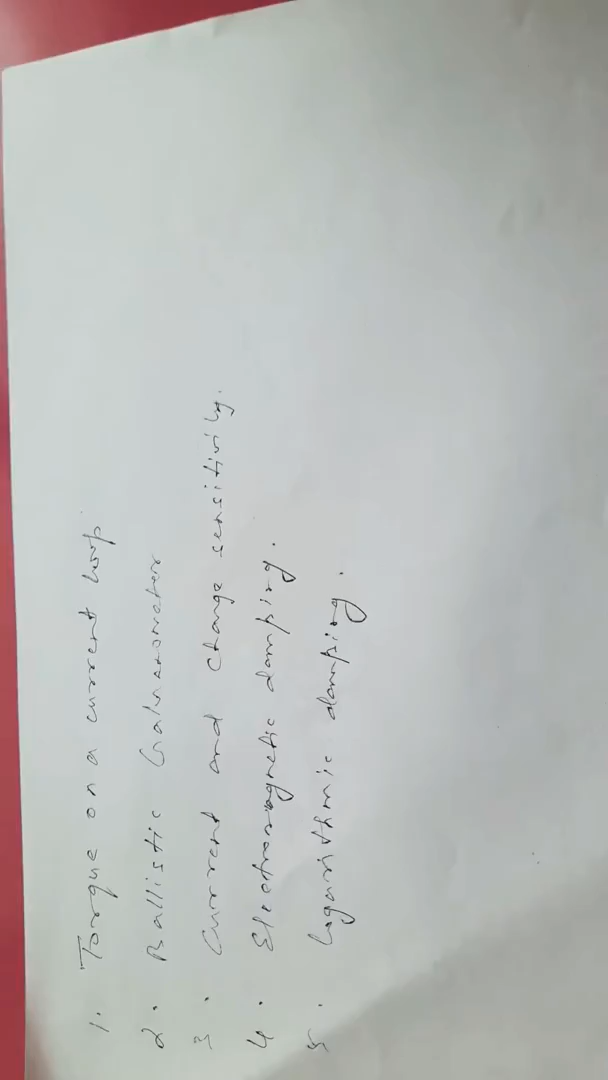 1. Torque on a current loop
2. Ballistic Galvanometer
3. Current and charge sensitivity.
4. Electromagnetic damping.
5. Logarithmic damping.